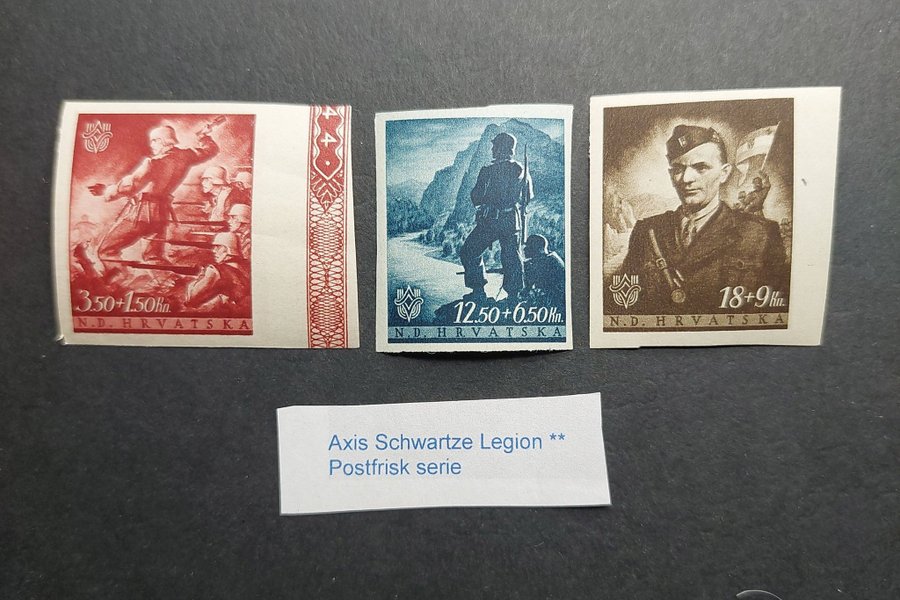 44.
3.50+1.50 Kn.
N.D. HRVATSKA
12.50+6.50 Kn.
N.D. HRVATSKA
18+9 Kn.
N.D. HRVATSKA
Axis Schwartze Legion **
Postfrisk serie